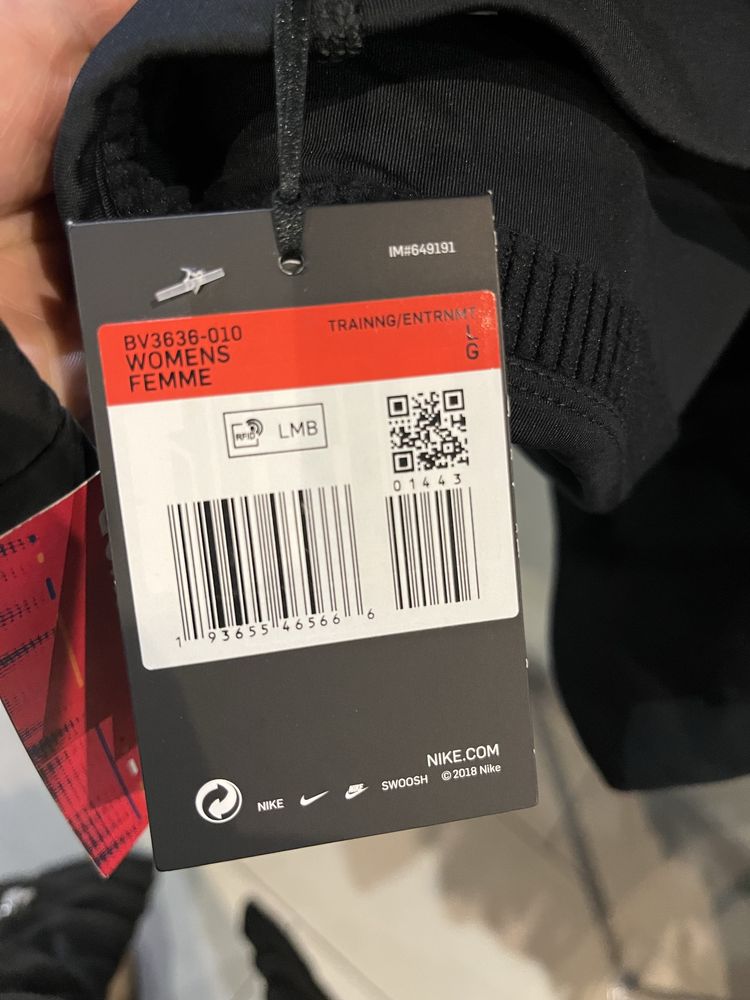 IM#649191
BV3636-010
TRAINNG/ENTRNMT
WOMENS
L
FEMME
G
RFID
LMB
01443
1 93655 46566 6
NIKE.COM
NIKE
NIKE
SWOOSH
©2018 Nike